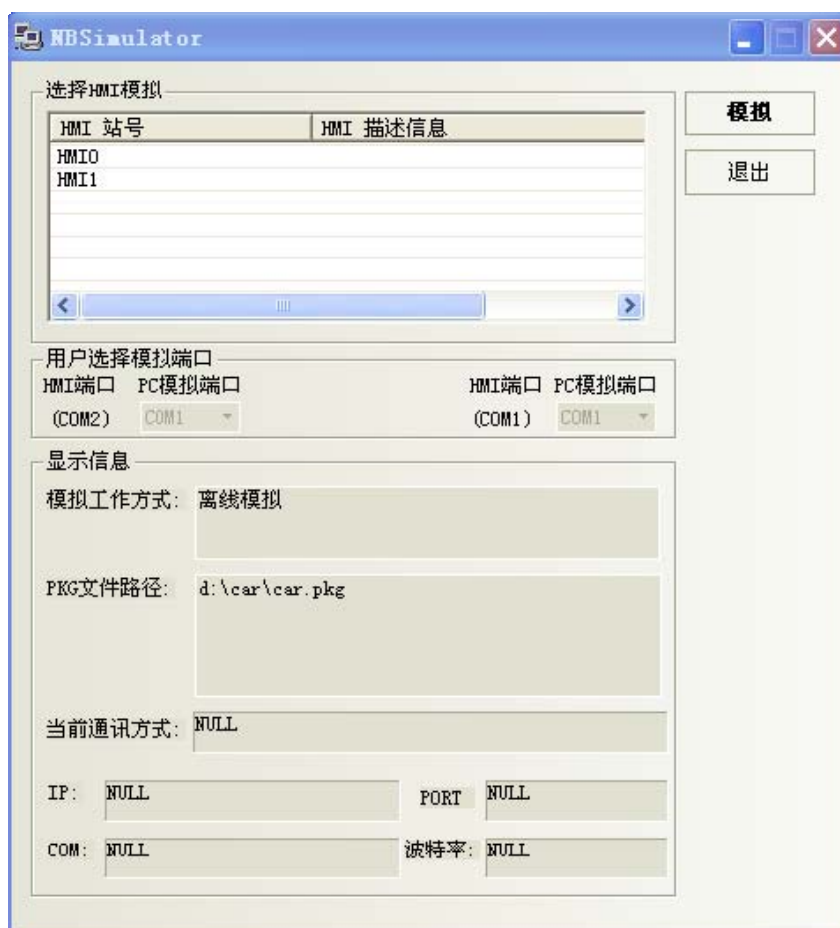 NBSimulator
选择HMI模拟
模拟
HMI 站号 HMI 描述信息
HMI0
HMI1
退出
用户选择模拟端口
HMI端口 PC模拟端口 HMI端口 PC模拟端口
(COM2) COM1 (COM1) COM1
显示信息
模拟工作方式: 离线模拟
PKG文件路径: d:\car\car.pkg
当前通讯方式: NULL
IP: NULL PORT NULL
COM: NULL 波特率: NULL